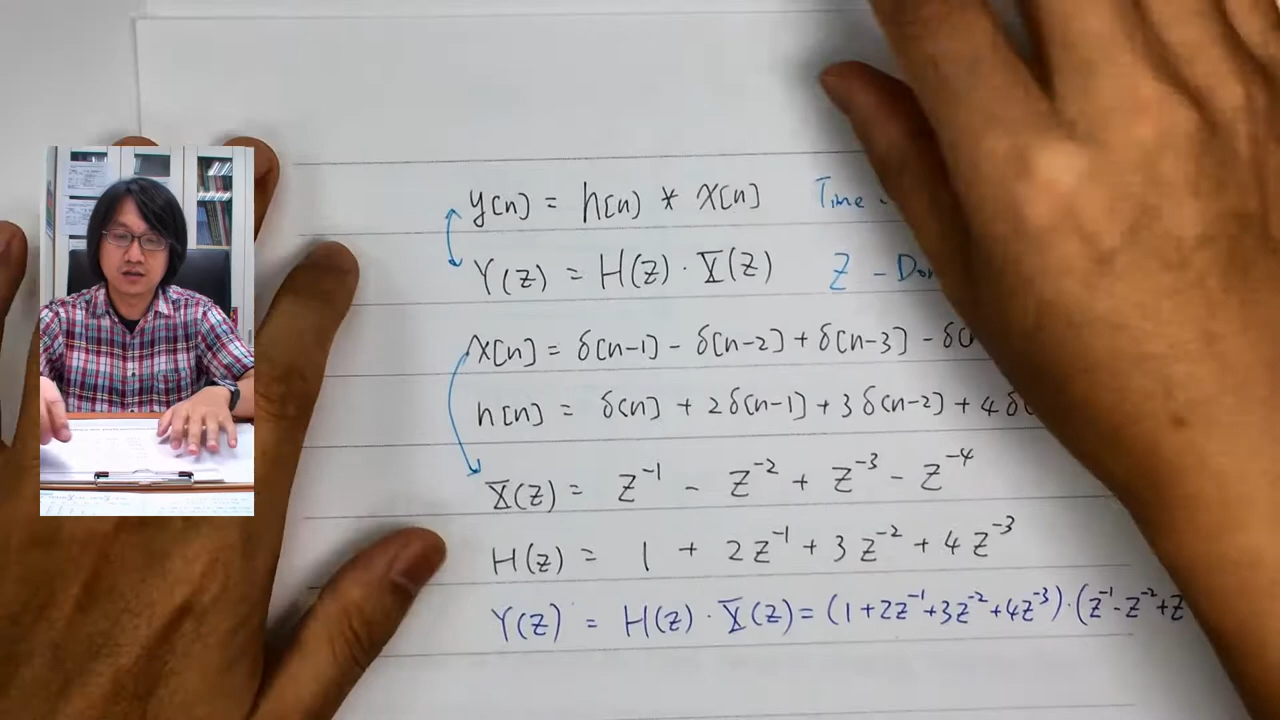 y[n] = h[n] * x[n] Time
Y(z) = H(z) · X(z) Z - Dom
x[n] = δ[n-1] - δ[n-2] + δ[n-3] - δ[
h[n] = δ[n] + 2δ[n-1] + 3δ[n-2] + 4δ[
X(z) = z⁻¹ - z⁻² + z⁻³ - z⁻⁴
H(z) = 1 + 2z⁻¹ + 3z⁻² + 4z⁻³
Y(z) = H(z) · X(z) = (1+2z⁻¹+3z⁻²+4z⁻³)·(z⁻¹-z⁻²+z